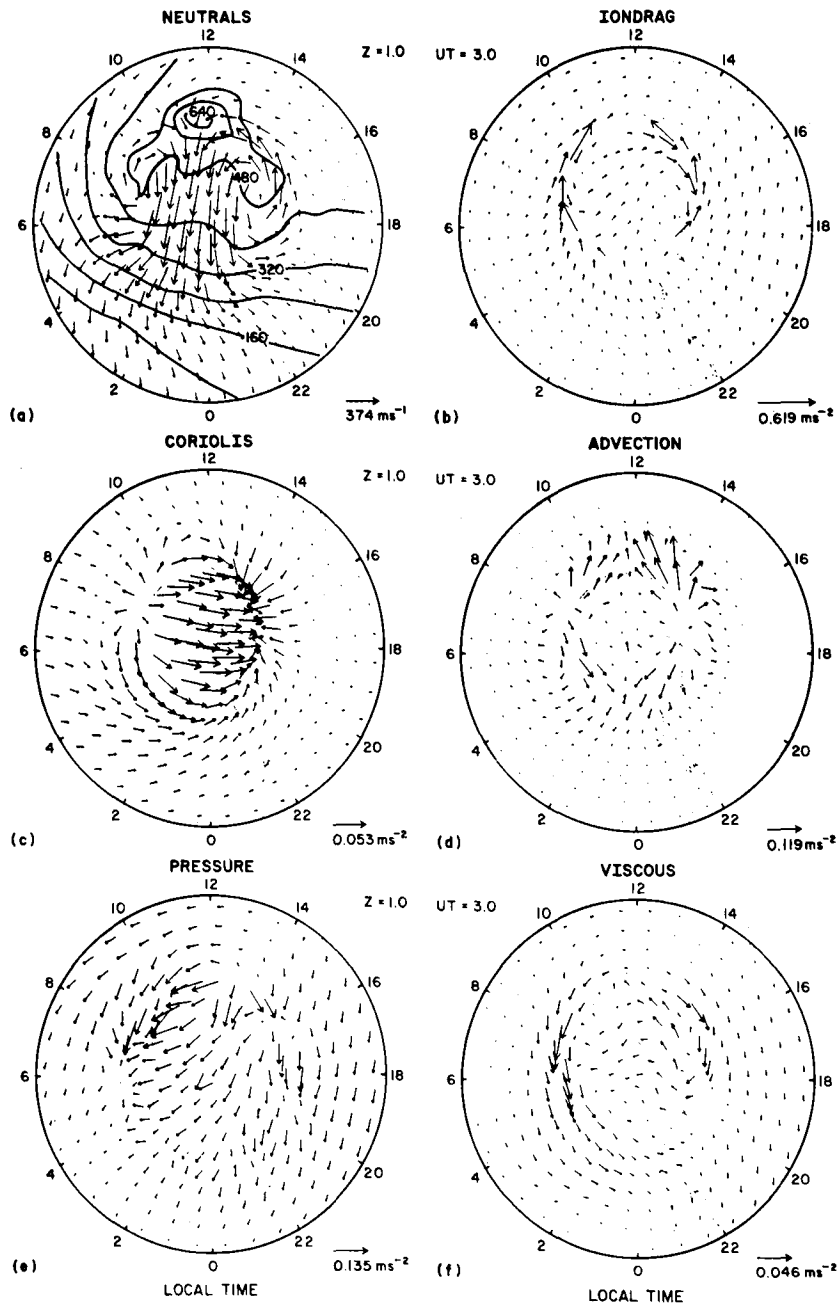 NEUTRALS
12
10
14
Z = 1.0
8
16
640
480
6
18
320
4
20
160
2
22
0
(a)
374 ms⁻¹
IONDRAG
UT = 3.0
12
10
14
8
16
6
18
4
20
2
22
0
(b)
0.619 ms⁻²
CORIOLIS
12
10
14
Z = 1.0
8
16
6
18
4
20
2
22
0
(c)
0.053 ms⁻²
ADVECTION
UT = 3.0
12
10
14
8
16
6
18
4
20
2
22
0
(d)
0.119 ms⁻²
PRESSURE
12
10
14
Z = 1.0
8
16
6
18
4
20
2
22
0
(e)
0.135 ms⁻²
LOCAL TIME
VISCOUS
UT = 3.0
12
10
14
8
16
6
18
4
20
2
22
0
(f)
0.046 ms⁻²
LOCAL TIME